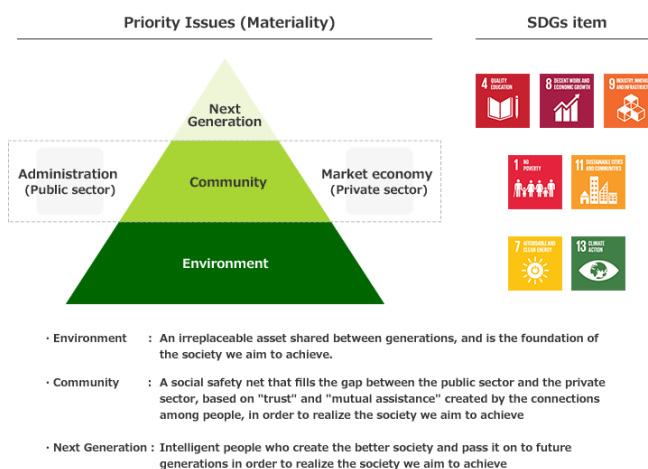 Priority Issues (Materiality)
SDGs item
Next
Generation
4 QUALITY
EDUCATION
8 DECENT WORK AND
ECONOMIC GROWTH
9 INDUSTRY, INNOV
AND INFRASTRUCT
Administration
(Public sector)
Community
Market economy
(Private sector)
1 NO
POVERTY
11 SUSTAINABLE CITIES
AND COMMUNITIES
Environment
7 AFFORDABLE AND
CLEAN ENERGY
13 CLIMATE
ACTION
・Environment : An irreplaceable asset shared between generations, and is the foundation of
the society we aim to achieve.
・Community : A social safety net that fills the gap between the public sector and the private
sector, based on "trust" and "mutual assistance" created by the connections
among people, in order to realize the society we aim to achieve
・Next Generation : Intelligent people who create the better society and pass it on to future
generations in order to realize the society we aim to achieve